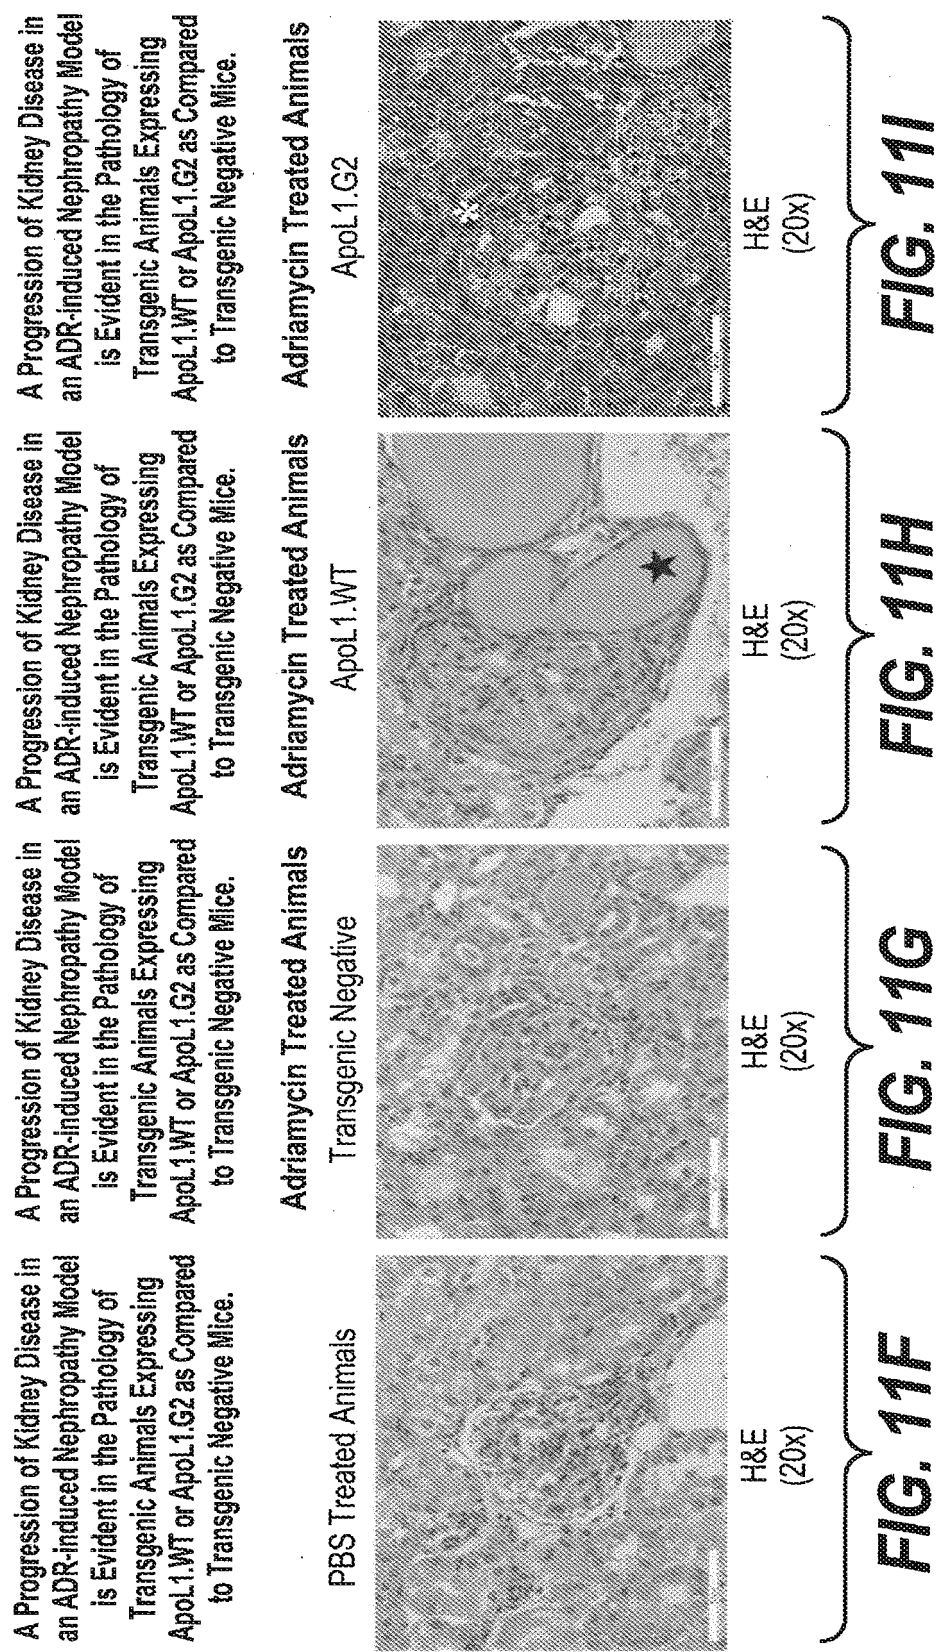 A Progression of Kidney Disease in
an ADR-induced Nephropathy Model
is Evident in the Pathology of
Transgenic Animals Expressing
ApoL1.WT or ApoL1.G2 as Compared
to Transgenic Negative Mice.
PBS Treated Animals
H&E
(20x)
FIG. 11F
A Progression of Kidney Disease in
an ADR-induced Nephropathy Model
is Evident in the Pathology of
Transgenic Animals Expressing
ApoL1.WT or ApoL1.G2 as Compared
to Transgenic Negative Mice.
Adriamycin Treated Animals
Transgenic Negative
H&E
(20x)
FIG. 11G
A Progression of Kidney Disease in
an ADR-induced Nephropathy Model
is Evident in the Pathology of
Transgenic Animals Expressing
ApoL1.WT or ApoL1.G2 as Compared
to Transgenic Negative Mice.
Adriamycin Treated Animals
ApoL1.WT
H&E
(20x)
FIG. 11H
A Progression of Kidney Disease in
an ADR-induced Nephropathy Model
is Evident in the Pathology of
Transgenic Animals Expressing
ApoL1.WT or ApoL1.G2 as Compared
to Transgenic Negative Mice.
Adriamycin Treated Animals
ApoL1.G2
H&E
(20x)
FIG. 11I